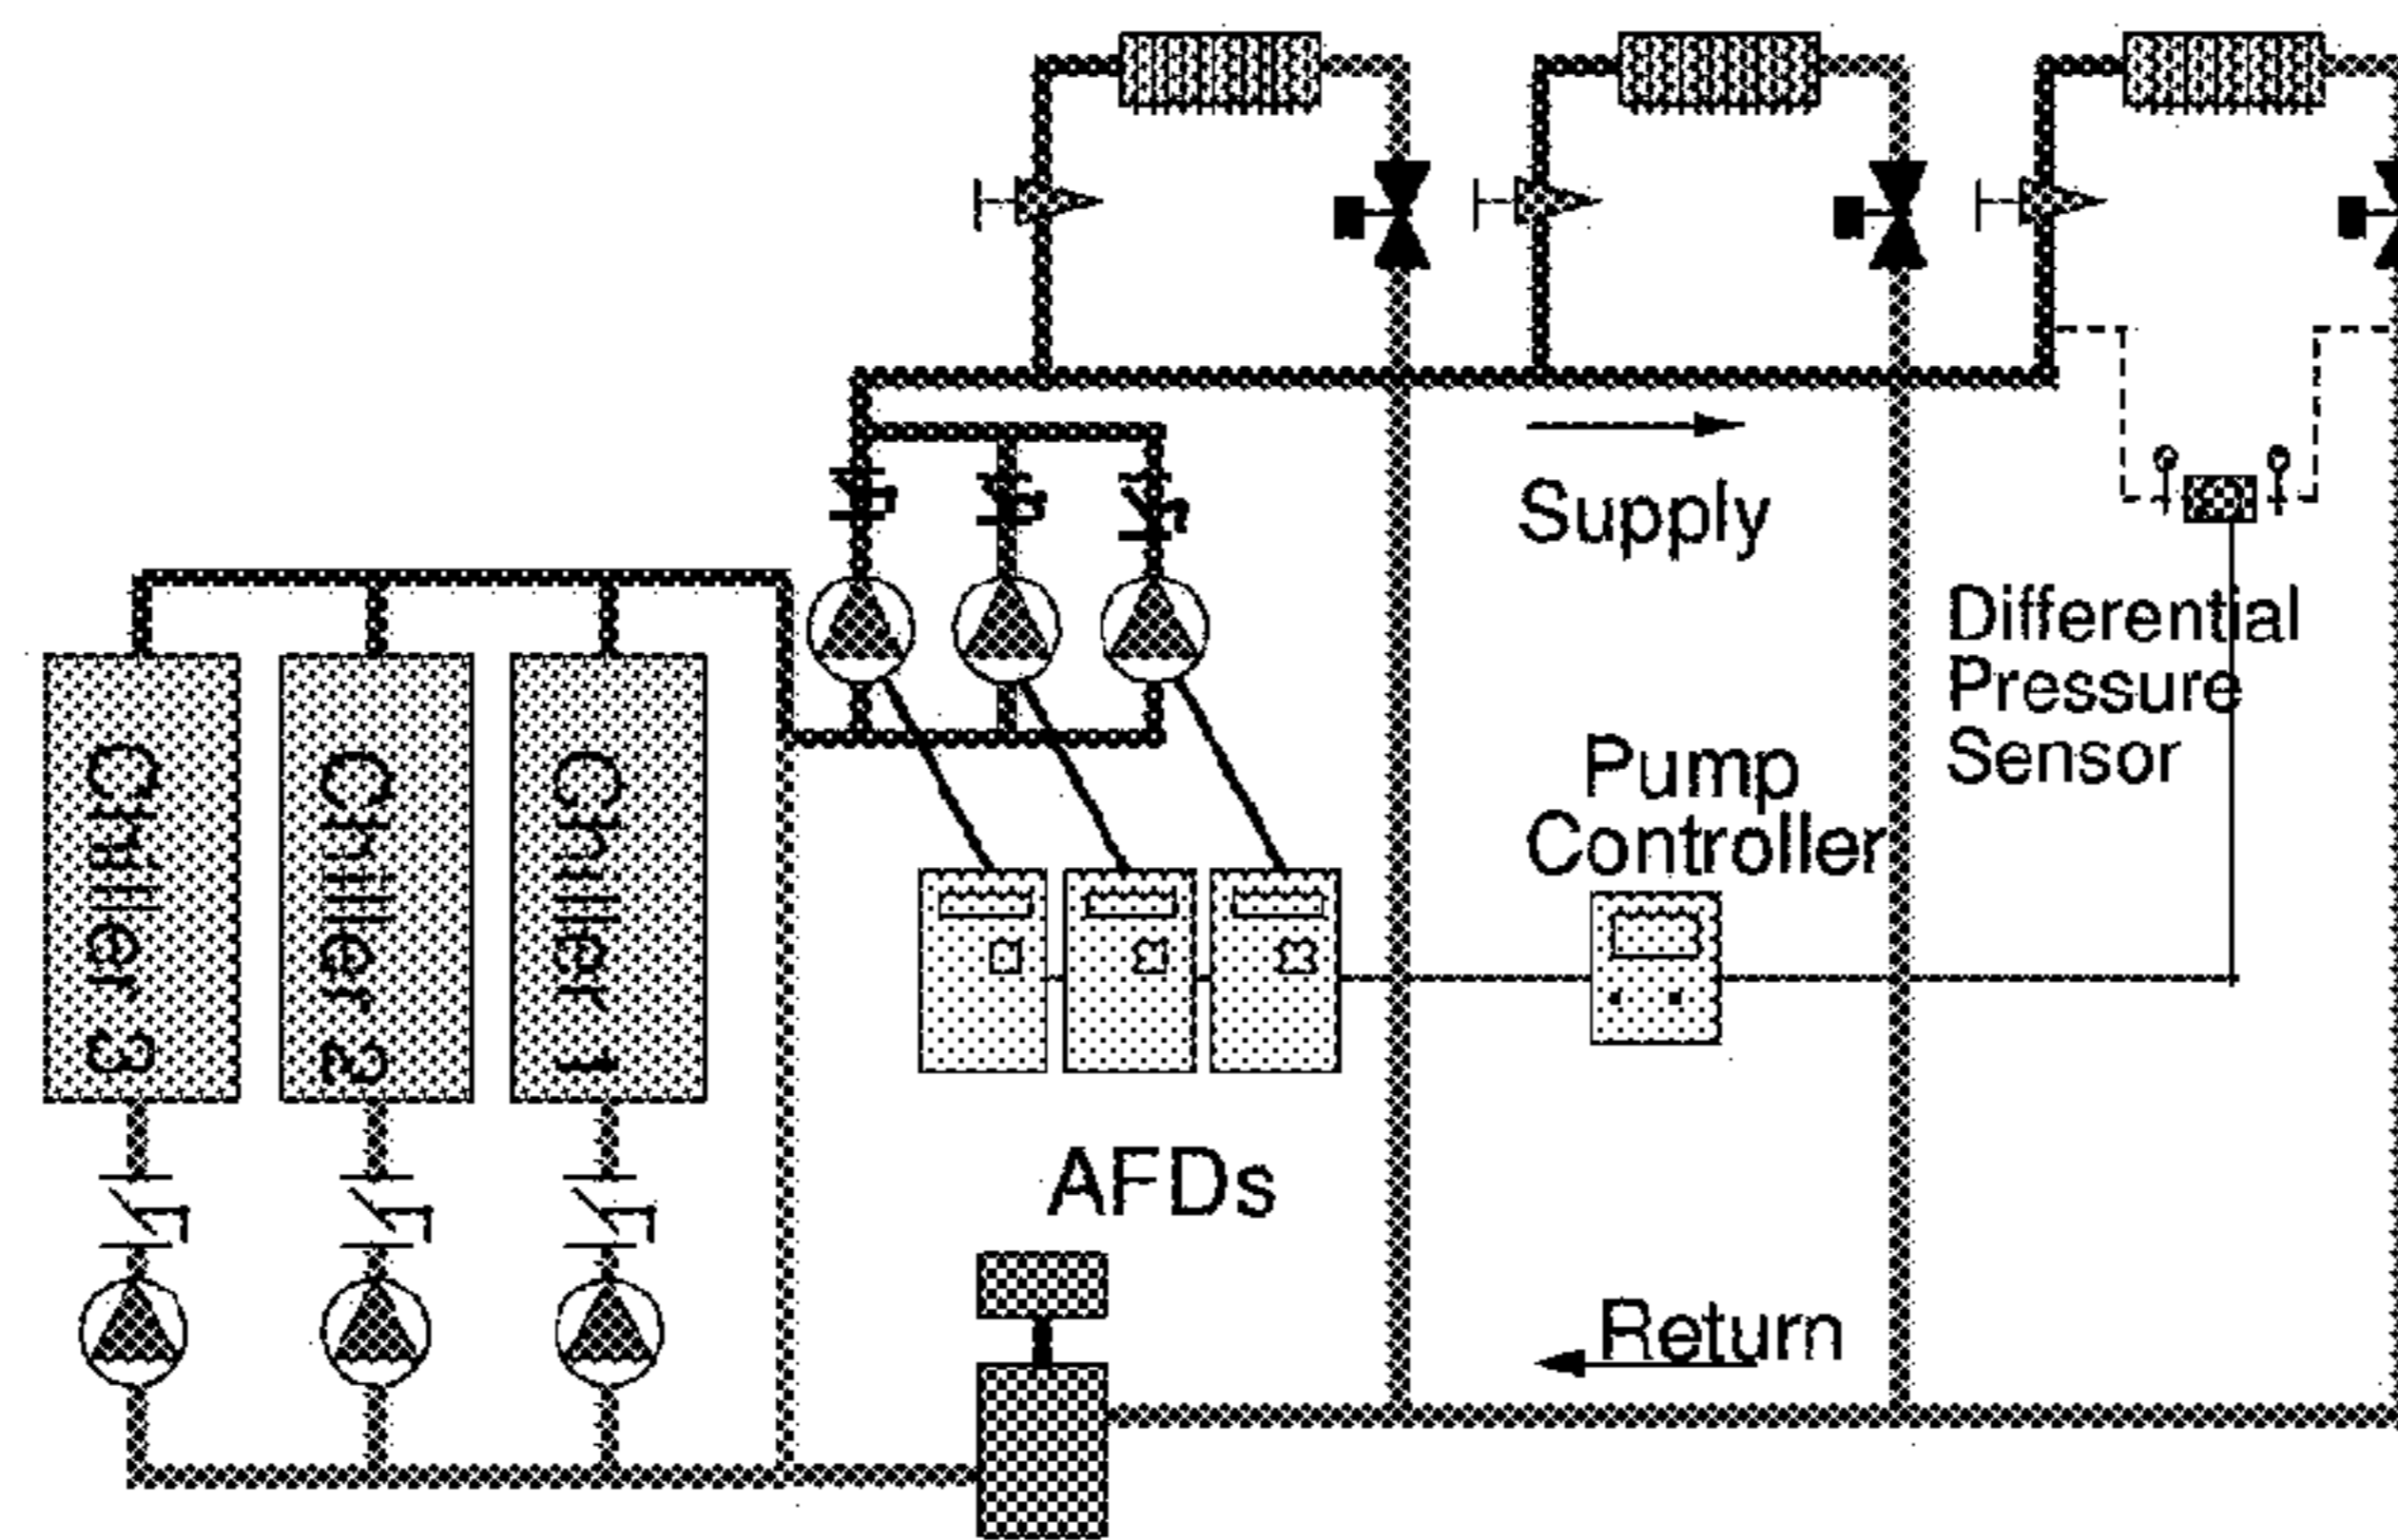 Supply
Differential
Pressure
Sensor
Pump
Controller
Chiller 3
Chiller 2
Chiller 1
AFDs
Return